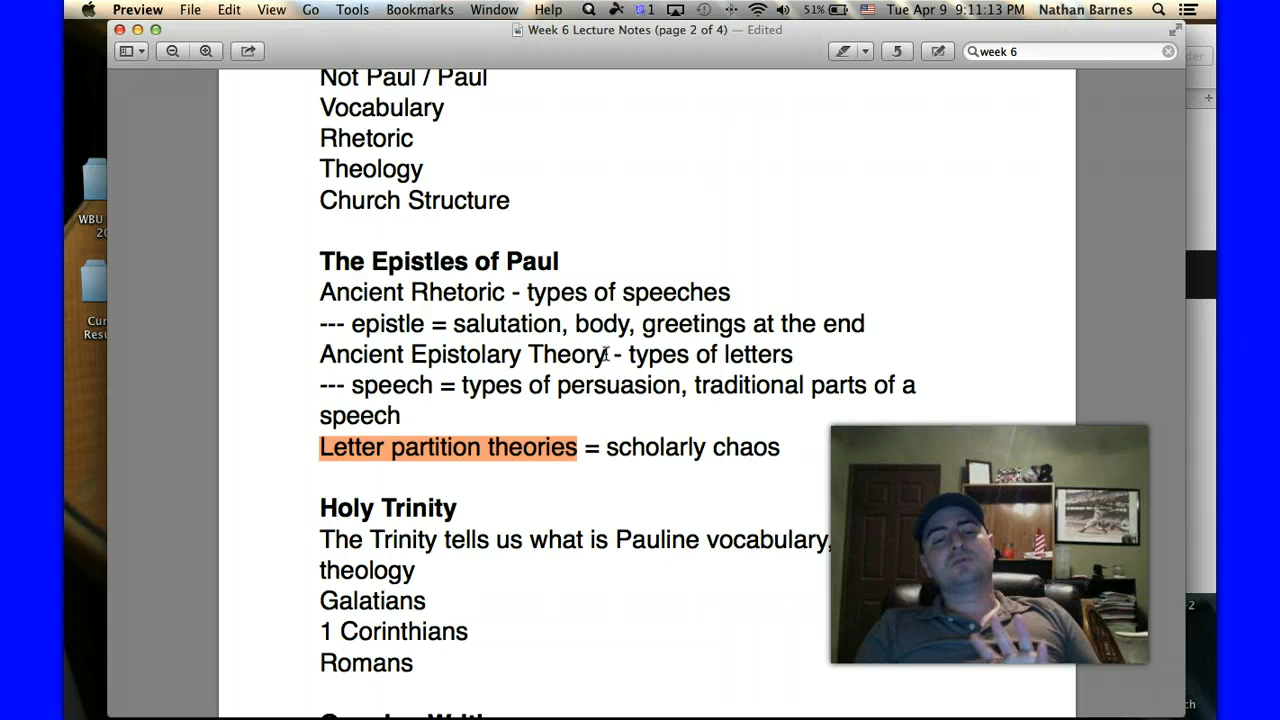 Preview File Edit View Go Tools Bookmarks Window Help 1 51% Tue Apr 9 9:11:13 PM Nathan Barnes
Week 6 Lecture Notes (page 2 of 4) — Edited
week 6
Not Paul / Paul
Vocabulary
Rhetoric
Theology
Church Structure
The Epistles of Paul
Ancient Rhetoric - types of speeches
--- epistle = salutation, body, greetings at the end
Ancient Epistolary Theory - types of letters
--- speech = types of persuasion, traditional parts of a
speech
Letter partition theories = scholarly chaos
Holy Trinity
The Trinity tells us what is Pauline vocabulary,
theology
Galatians
1 Corinthians
Romans
WBU